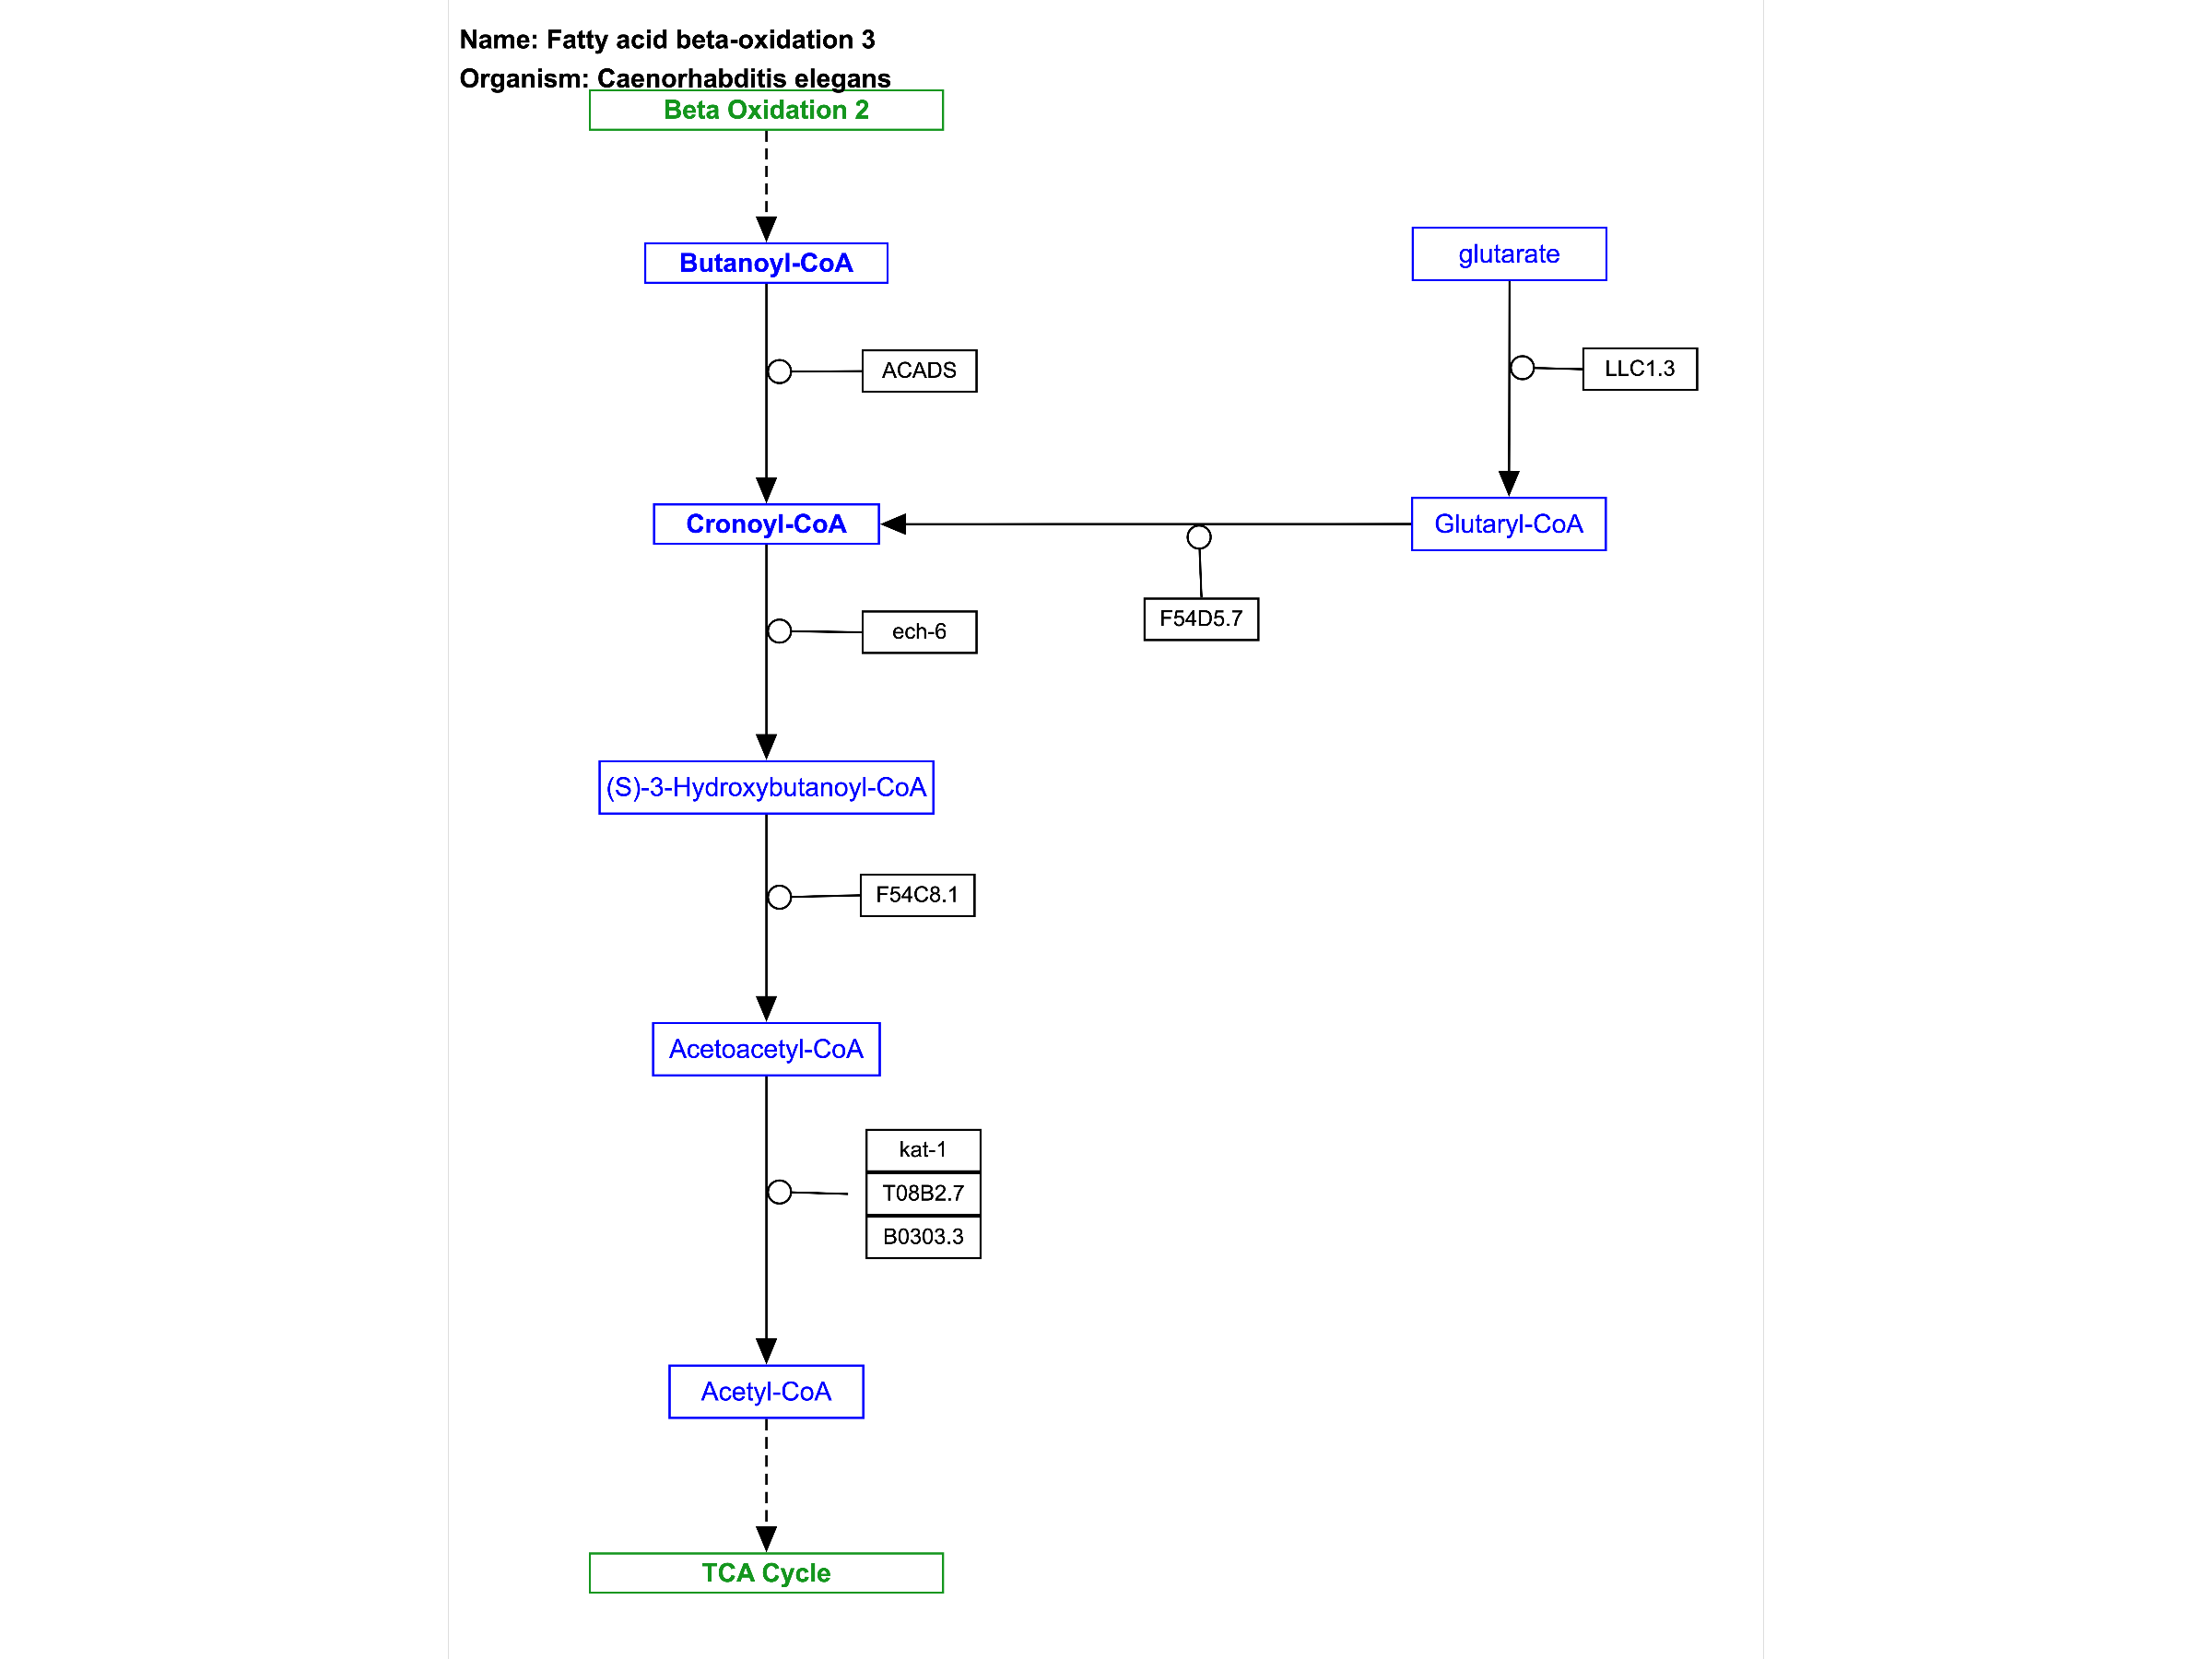 Name: Fatty acid beta-oxidation 3
Organism: Caenorhabditis elegans
Beta Oxidation 2
Butanoyl-CoA
glutarate
ACADS
LLC1.3
Cronoyl-CoA
Glutaryl-CoA
F54D5.7
ech-6
(S)-3-Hydroxybutanoyl-CoA
F54C8.1
Acetoacetyl-CoA
kat-1
T08B2.7
B0303.3
Acetyl-CoA
TCA Cycle